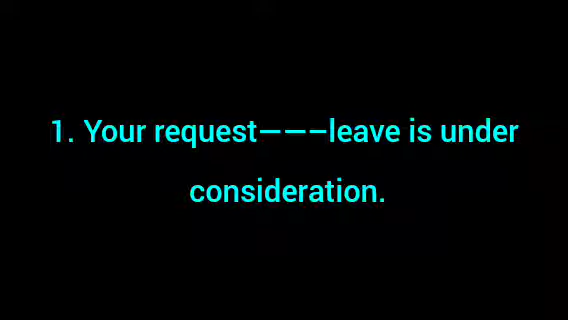 1. Your request———leave is under
consideration.